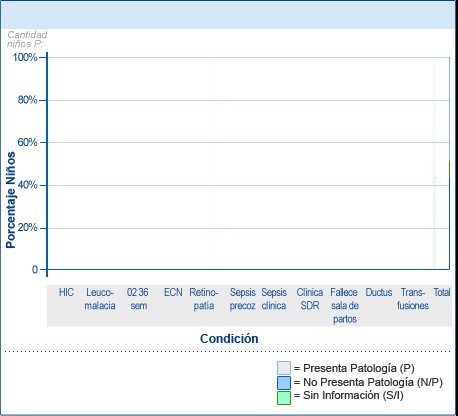 Cantidad
niños P:
100%
80%
60%
40%
20%
0
Porcentaje Niños
HIC Leuco- 02 36 ECN Retino- Sepsis Sepsis Clinica Fallece Ductus Trans- Total
malacia sem patía precoz clinica SDR sala de fusiones
partos
Condición
= Presenta Patología (P)
= No Presenta Patología (N/P)
= Sin Información (S/I)